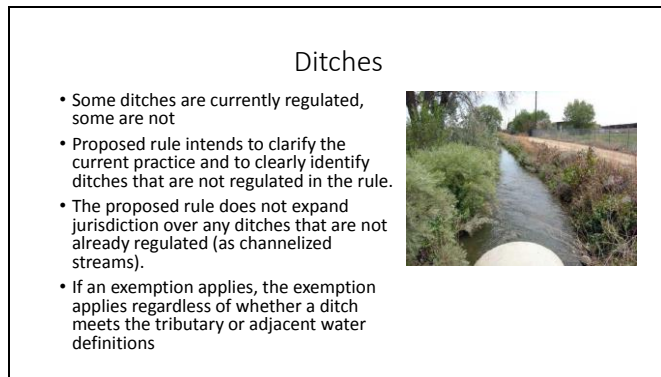 Ditches
• Some ditches are currently regulated,
some are not
• Proposed rule intends to clarify the
current practice and to clearly identify
ditches that are not regulated in the rule.
• The proposed rule does not expand
jurisdiction over any ditches that are not
already regulated (as channelized
streams).
• If an exemption applies, the exemption
applies regardless of whether a ditch
meets the tributary or adjacent water
definitions